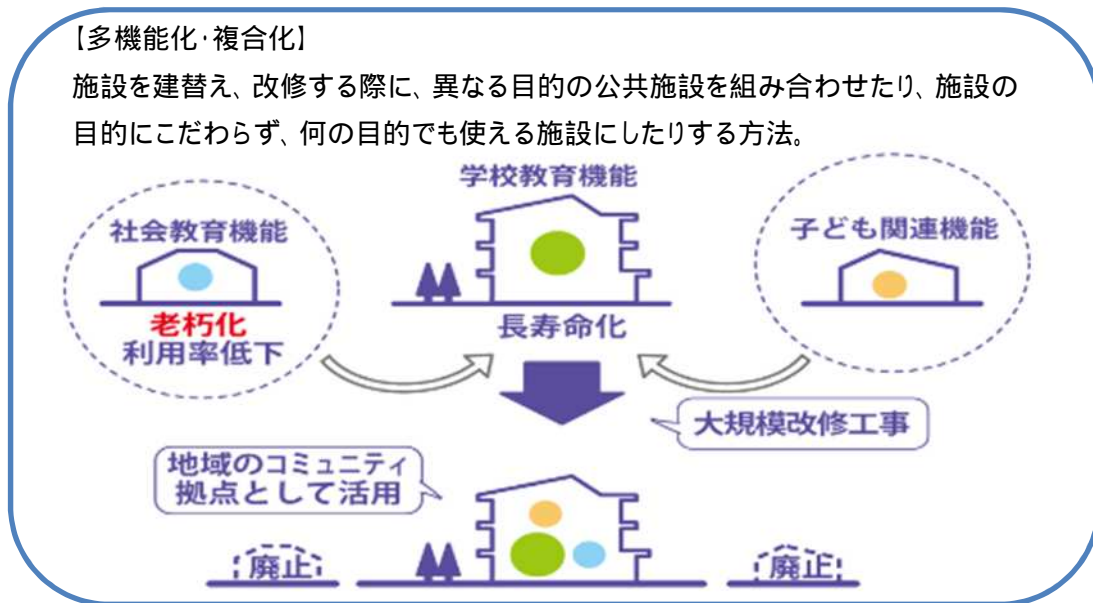 【多機能化・複合化】
施設を建替え、改修する際に、異なる目的の公共施設を組み合わせたり、施設の
目的にこだわらず、何の目的でも使える施設にしたりする方法。
学校教育機能
社会教育機能
子ども関連機能
老朽化
利用率低下
長寿命化
大規模改修工事
地域のコミュニティ
拠点として活用
廃止
廃止